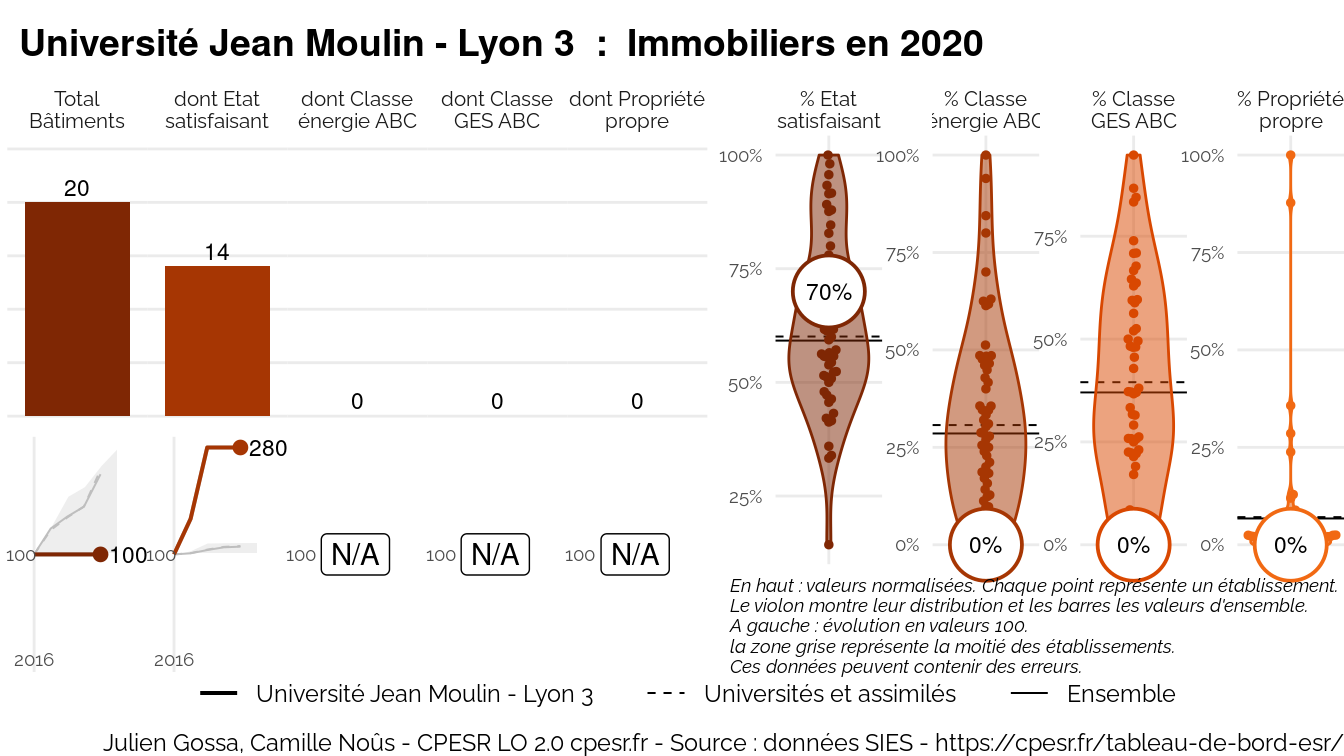 Université Jean Moulin - Lyon 3 : Immobiliers en 2020
Total
Bâtiments
dont Etat
satisfaisant
dont Classe
énergie ABC
dont Classe
GES ABC
dont Propriété
propre
20
14
0
0
0
100
100
2016
100
280
2016
100
N/A
100
N/A
100
N/A
% Etat
satisfaisant
100%
75%
50%
25%
70%
% Classe
énergie ABC
100%
75%
50%
25%
0%
0%
% Classe
GES ABC
75%
50%
25%
0%
0%
% Propriété
propre
100%
75%
50%
25%
0%
0%
En haut : valeurs normalisées. Chaque point représente un établissement.
Le violon montre leur distribution et les barres les valeurs d'ensemble.
A gauche : évolution en valeurs 100.
la zone grise représente la moitié des établissements.
Ces données peuvent contenir des erreurs.
Université Jean Moulin - Lyon 3
Universités et assimilés
Ensemble
Julien Gossa, Camille Noûs - CPESR LO 2.0 cpesr.fr - Source : données SIES - https://cpesr.fr/tableau-de-bord-esr/